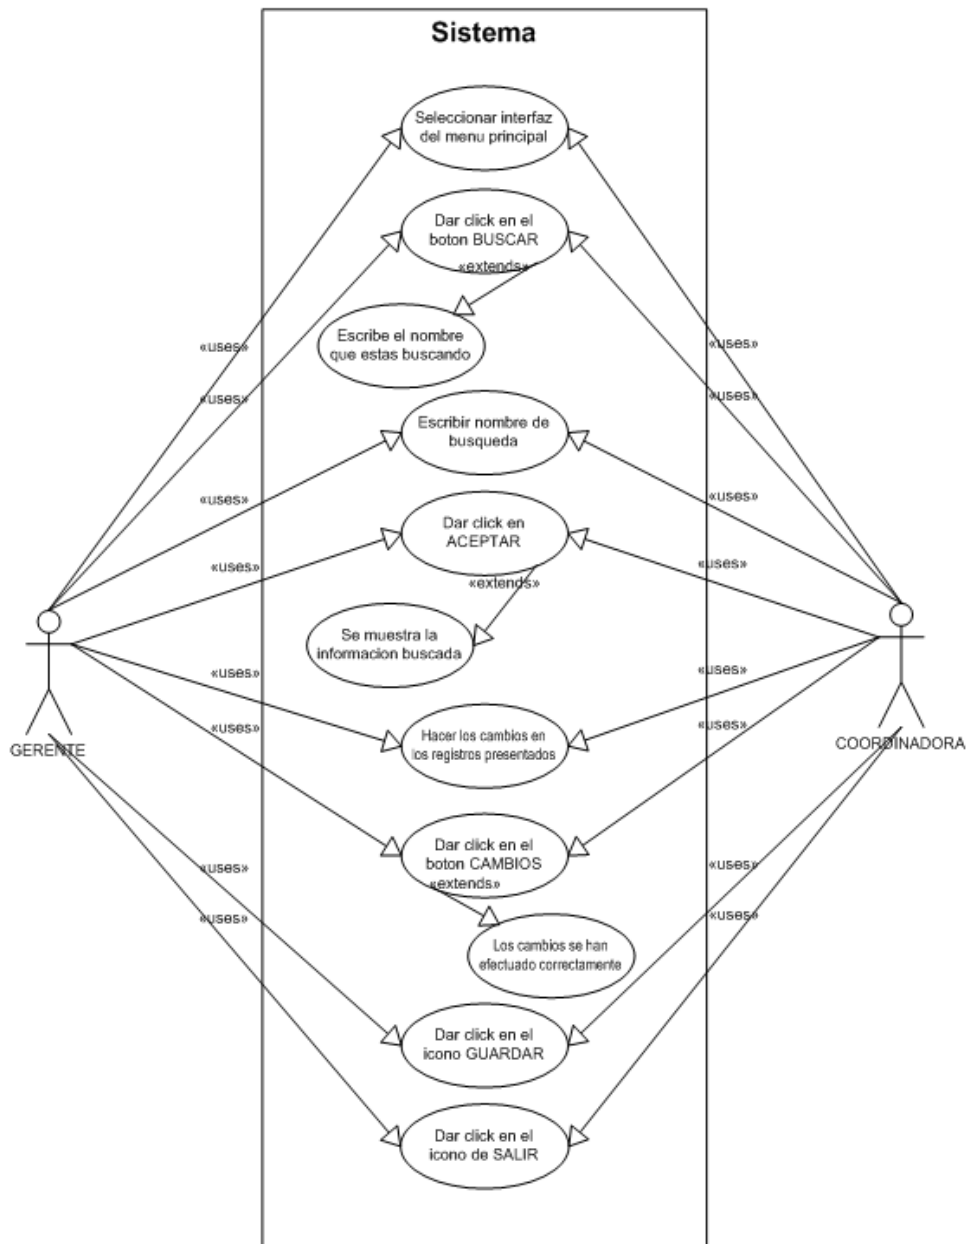 Sistema
Seleccionar interfaz
del menu principal
Dar click en el
boton BUSCAR
«extends»
Escribe el nombre
que estas buscando
«uses»
«uses»
«uses»
«uses»
Escribir nombre de
busqueda
«uses»
«uses»
Dar click en
ACEPTAR
«uses»
«uses»
«extends»
Se muestra la
informacion buscada
«uses»
«uses»
Hacer los cambios en
los registros presentados
«uses»
«uses»
GERENTE
COORDINADORA
Dar click en el
boton CAMBIOS
«extends»
«uses»
«uses»
Los cambios se han
efectuado correctamente
«uses»
«uses»
Dar click en el
icono GUARDAR
Dar click en el
icono de SALIR